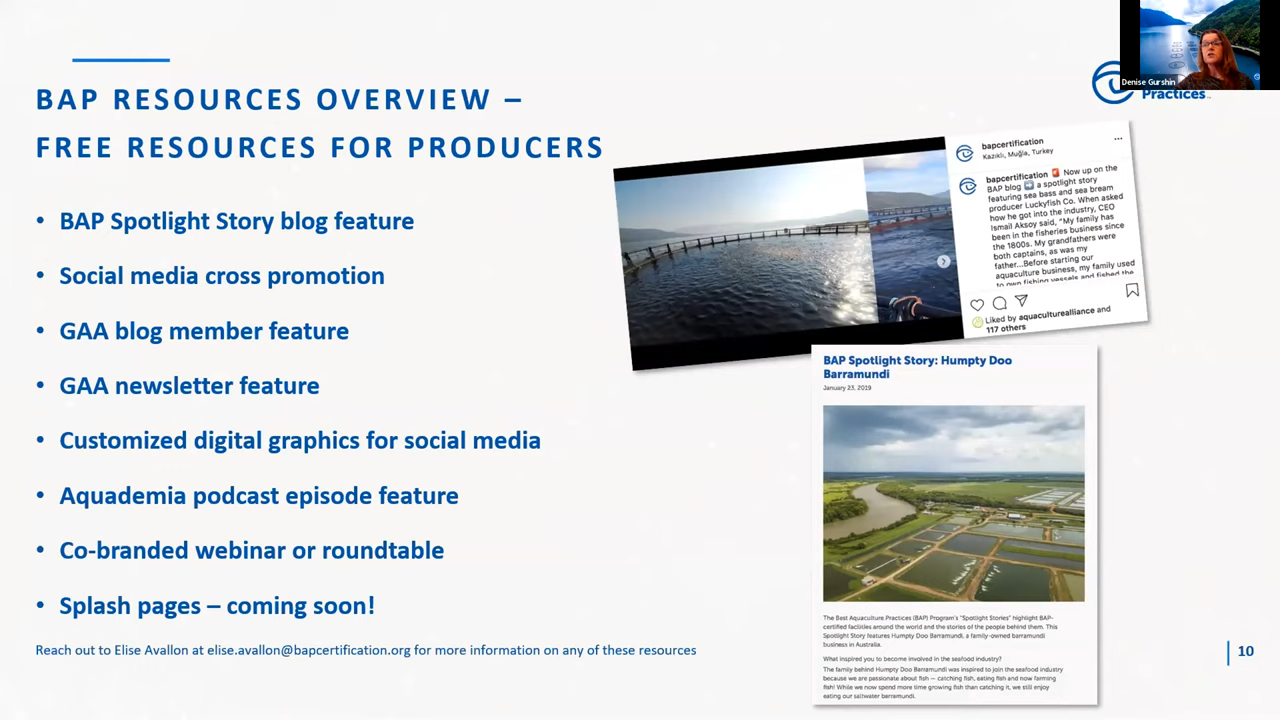 BAP RESOURCES OVERVIEW –
FREE RESOURCES FOR PRODUCERS
• BAP Spotlight Story blog feature
• Social media cross promotion
• GAA blog member feature
• GAA newsletter feature
• Customized digital graphics for social media
• Aquademia podcast episode feature
• Co-branded webinar or roundtable
• Splash pages – coming soon!
Reach out to Elise Avallon at elise.avallon@bapcertification.org for more information on any of these resources
Denise Gurshin
Practices
bapcertification
Kazıklı, Muğla, Turkey
bapcertification 🚨 Now up on the
BAP blog ➡️ a spotlight story
featuring sea bass and sea bream
producer Luckyfish Co. When asked
how he got into the industry, CEO
Ismail Aksoy said, "My family has
been in the fisheries business since
the 1800s. My grandfathers were
both captains, as was my
father...Before starting our
aquaculture business, my family used
to own fishing vessels and fished the
Liked by aquaculturealliance and
117 others
BAP Spotlight Story: Humpty Doo
Barramundi
January 23, 2019
The Best Aquaculture Practices (BAP) Program's "Spotlight Stories" highlight BAP-
certified facilities around the world and the stories of the people behind them. This
Spotlight Story features Humpty Doo Barramundi, a family-owned barramundi
business in Australia.
What inspired you to become involved in the seafood industry?
The family behind Humpty Doo Barramundi was inspired to join the seafood industry
because we are passionate about fish — catching fish, eating fish and now farming
fish! While we now spend more time growing fish than catching it, we still enjoy
eating our saltwater barramundi.
10